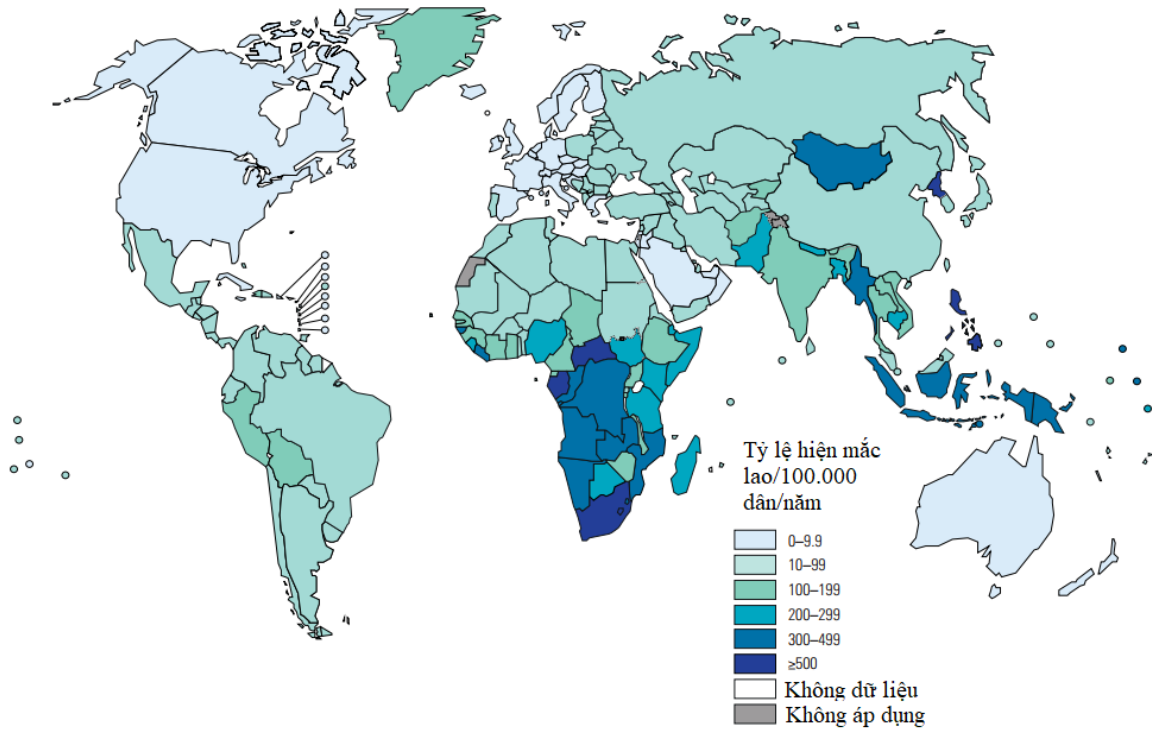 Tỷ lệ hiện mắc
lao/100.000
dân/năm
0–9.9
10–99
100–199
200–299
300–499
≥500
Không dữ liệu
Không áp dụng